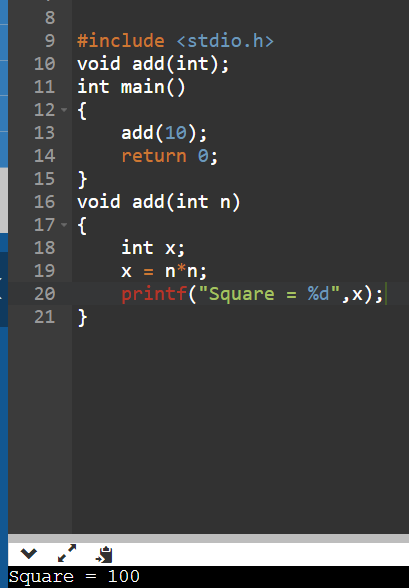 8
9 #include <stdio.h>
10 void add(int);
11 int main()
12 {
13     add(10);
14     return 0;
15 }
16 void add(int n)
17 {
18     int x;
19     x = n*n;
20     printf("Square = %d",x);
21 }
Square = 100